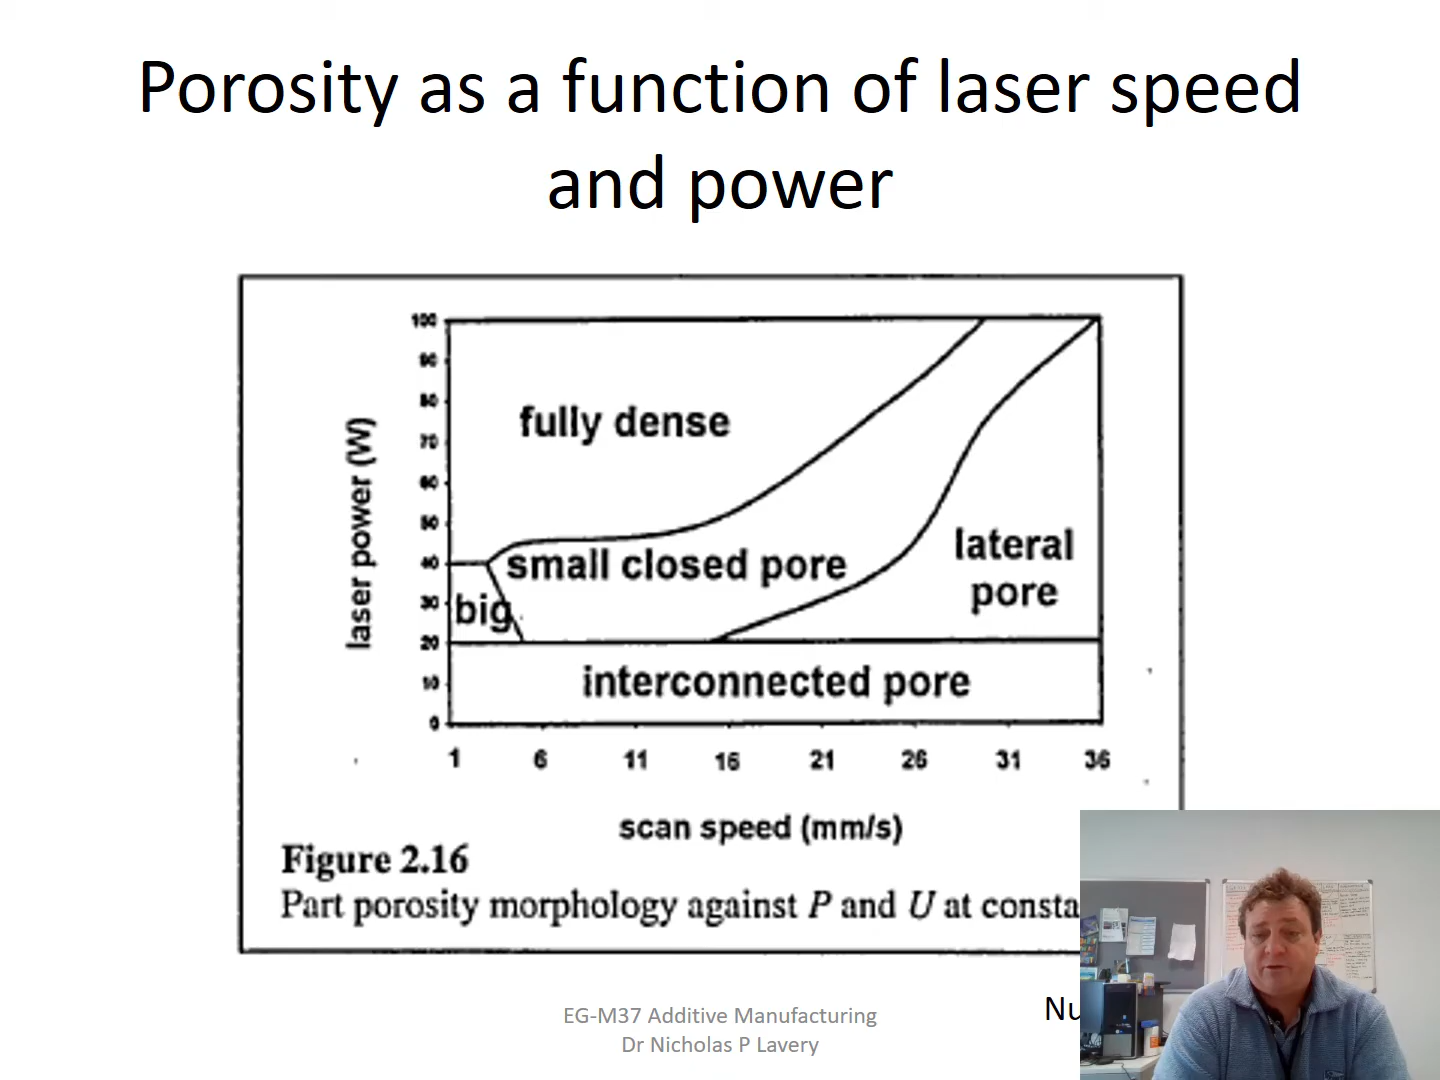 Porosity as a function of laser speed
and power
100
90
80
70
60
50
40
30
20
10
0
laser power (W)
fully dense
small closed pore
big
lateral
pore
interconnected pore
1 6 11 16 21 26 31 36
scan speed (mm/s)
Figure 2.16
Part porosity morphology against P and U at consta
EG-M37 Additive Manufacturing
Dr Nicholas P Lavery
Nu